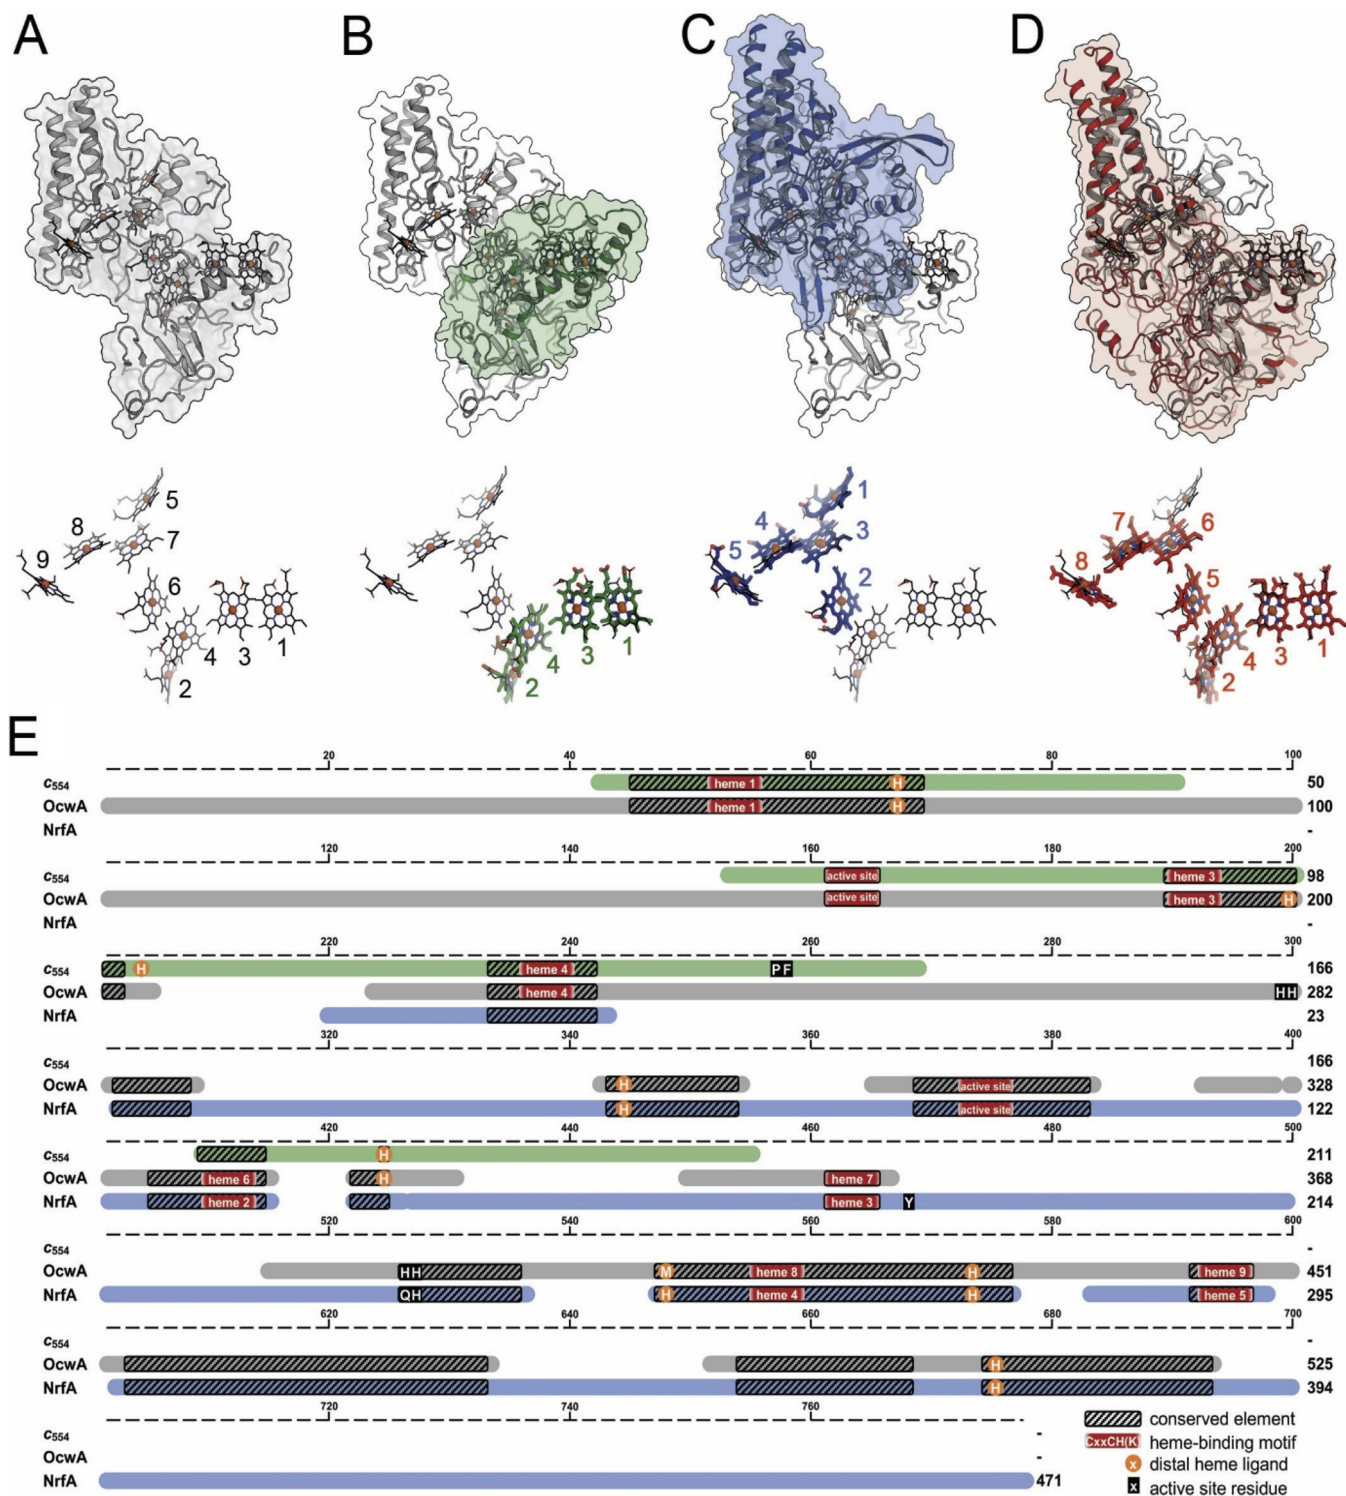 A B C D
5
8 7
9
6
4 3 1
2
4 3 1
2
1
4 3
5
2
7 6
8
5
4 3 1
2
E
20 40 60 80 100
c554 heme 1 H 50
OcwA heme 1 H 100
NrfA -
120 140 160 180 200
c554 active site heme 3 98
OcwA active site heme 3 H 200
NrfA -
220 240 260 280 300
c554 H heme 4 PF 166
OcwA heme 4 HH 282
NrfA 23
320 340 360 380 400
c554 166
OcwA H active site 328
NrfA H active site 122
420 440 460 480 500
c554 H 211
OcwA heme 6 H heme 7 368
NrfA heme 2 heme 3 Y 214
520 540 560 580 600
c554 -
OcwA HH M heme 8 H heme 9 451
NrfA QH H heme 4 H heme 5 295
620 640 660 680 700
c554 -
OcwA H 525
NrfA H 394
720 740 760
c554 -
OcwA -
NrfA 471
conserved element
CxxCH(K) heme-binding motif
x distal heme ligand
x active site residue